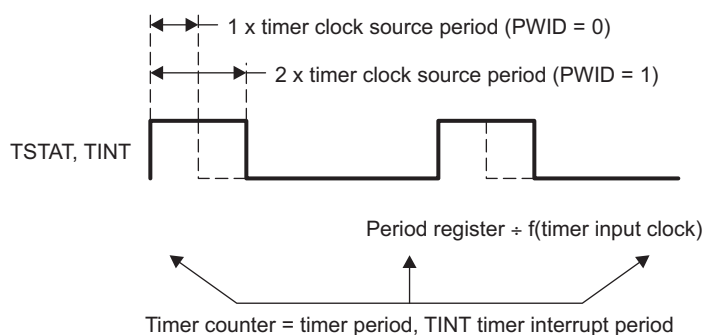 1 x timer clock source period (PWID = 0)
2 x timer clock source period (PWID = 1)
TSTAT, TINT
Period register ÷ f(timer input clock)
Timer counter = timer period, TINT timer interrupt period